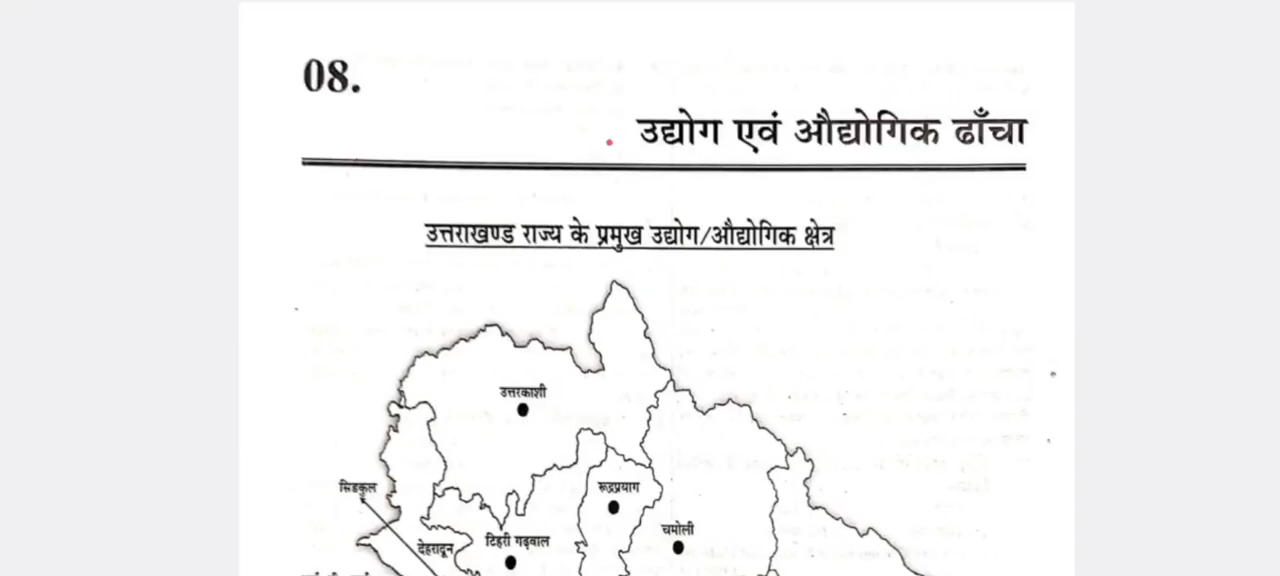 08.
उद्योग एवं औद्योगिक ढाँचा
उत्तराखण्ड राज्य के प्रमुख उद्योग/औद्योगिक क्षेत्र
उत्तरकाशी
सिडकुल
रूद्रप्रयाग
चमोली
टिहरी गढ़वाल
देहरादून